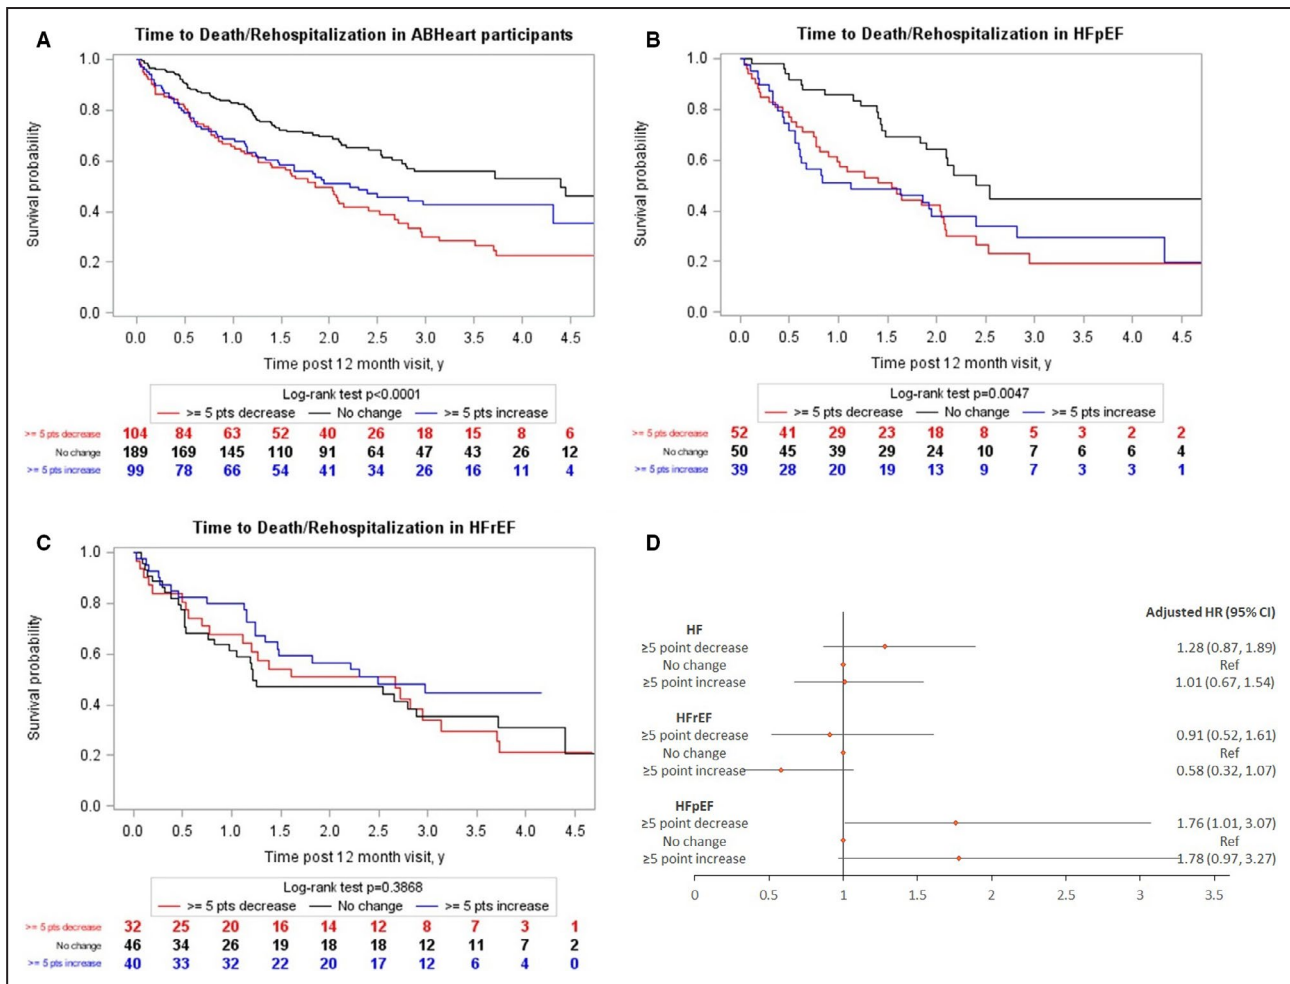 A
Time to Death/Rehospitalization in ABHeart participants
Survival probability
1.0
0.8
0.6
0.4
0.2
0.0
0.0 0.5 1.0 1.5 2.0 2.5 3.0 3.5 4.0 4.5
Time post 12 month visit, y
Log-rank test p<0.0001
>= 5 pts decrease No change >= 5 pts increase
>= 5 pts decrease 104 84 63 52 40 26 18 15 8 6
No change 189 169 145 110 91 64 47 43 26 12
>= 5 pts increase 99 78 66 54 41 34 26 16 11 4
B
Time to Death/Rehospitalization in HFpEF
Survival probability
1.0
0.8
0.6
0.4
0.2
0.0
0.0 0.5 1.0 1.5 2.0 2.5 3.0 3.5 4.0 4.5
Time post 12 month visit, y
Log-rank test p=0.0047
>= 5 pts decrease No change >= 5 pts increase
>= 5 pts decrease 52 41 29 23 18 8 5 3 2 2
No change 50 45 39 29 24 10 7 6 6 4
>= 5 pts increase 39 28 20 19 13 9 7 3 3 1
C
Time to Death/Rehospitalization in HFrEF
Survival probability
1.0
0.8
0.6
0.4
0.2
0.0
0.0 0.5 1.0 1.5 2.0 2.5 3.0 3.5 4.0 4.5
Time post 12 month visit, y
Log-rank test p=0.3868
>= 5 pts decrease No change >= 5 pts increase
>= 5 pts decrease 32 25 20 16 14 12 8 7 3 1
No change 46 34 26 19 18 18 12 11 7 2
>= 5 pts increase 40 33 32 22 20 17 12 6 4 0
D
Adjusted HR (95% CI)
HF
≥5 point decrease 1.28 (0.87, 1.89)
No change Ref
≥5 point increase 1.01 (0.67, 1.54)
HFrEF
≥5 point decrease 0.91 (0.52, 1.61)
No change Ref
≥5 point increase 0.58 (0.32, 1.07)
HFpEF
≥5 point decrease 1.76 (1.01, 3.07)
No change Ref
≥5 point increase 1.78 (0.97, 3.27)
0 0.5 1 1.5 2 2.5 3 3.5